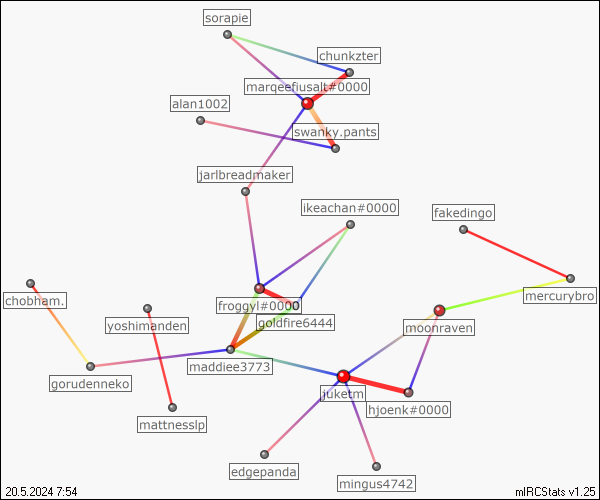 sorapie
chunkzter
marqeefiusalt#0000
alan1002
swanky.pants
jarlbreadmaker
ikeachan#0000
fakedingo
chobham.
froggyl#0000
mercurybro
goldfire6444
yoshimanden
moonraven
maddiee3773
gorudenneko
juketm
hjoenk#0000
mattnesslp
edgepanda
mingus4742
20.5.2024 7:54
mIRCStats v1.25